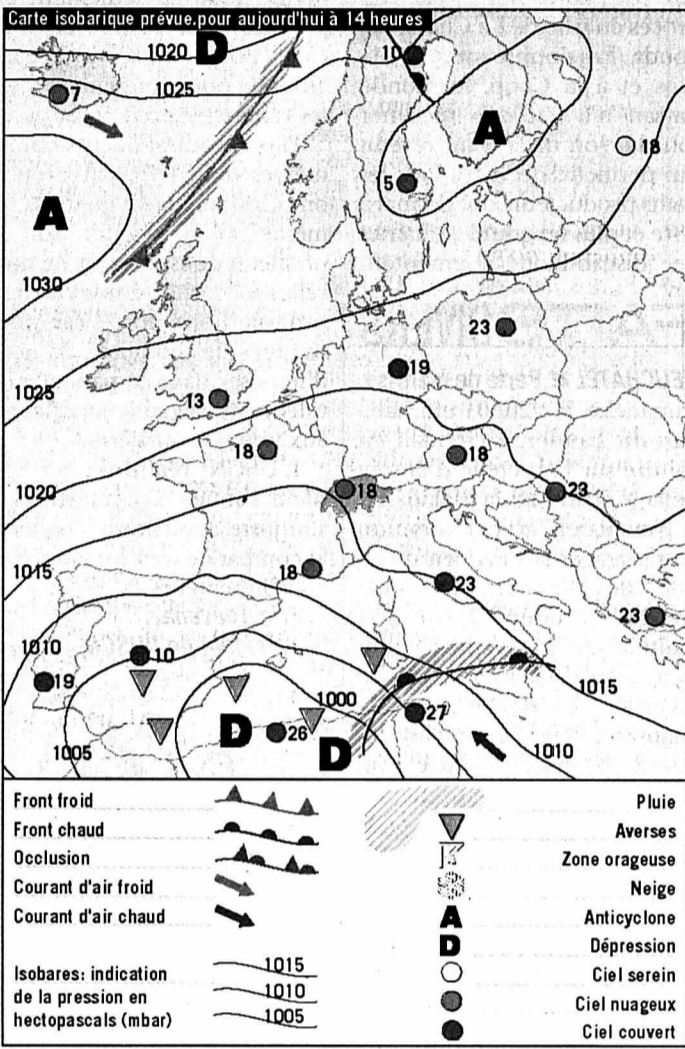 Carte isobarique prévue.pour aujourd'hui à 14 heures
1020
D
10
1025
7
A
18
5
A
1030
23
19
1025
13
18
18
18
1020
23
18
23
1015
23
1010
10
19
1000
1015
27
D
26
D
1005
1010
Front froid
Front chaud
Occlusion
Courant d'air froid
Courant d'air chaud
Isobares: indication
de la pression en
hectopascals (mbar)
1015
1010
1005
Pluie
Averses
Zone orageuse
Neige
A Anticyclone
D Dépression
Ciel serein
Ciel nuageux
Ciel couvert